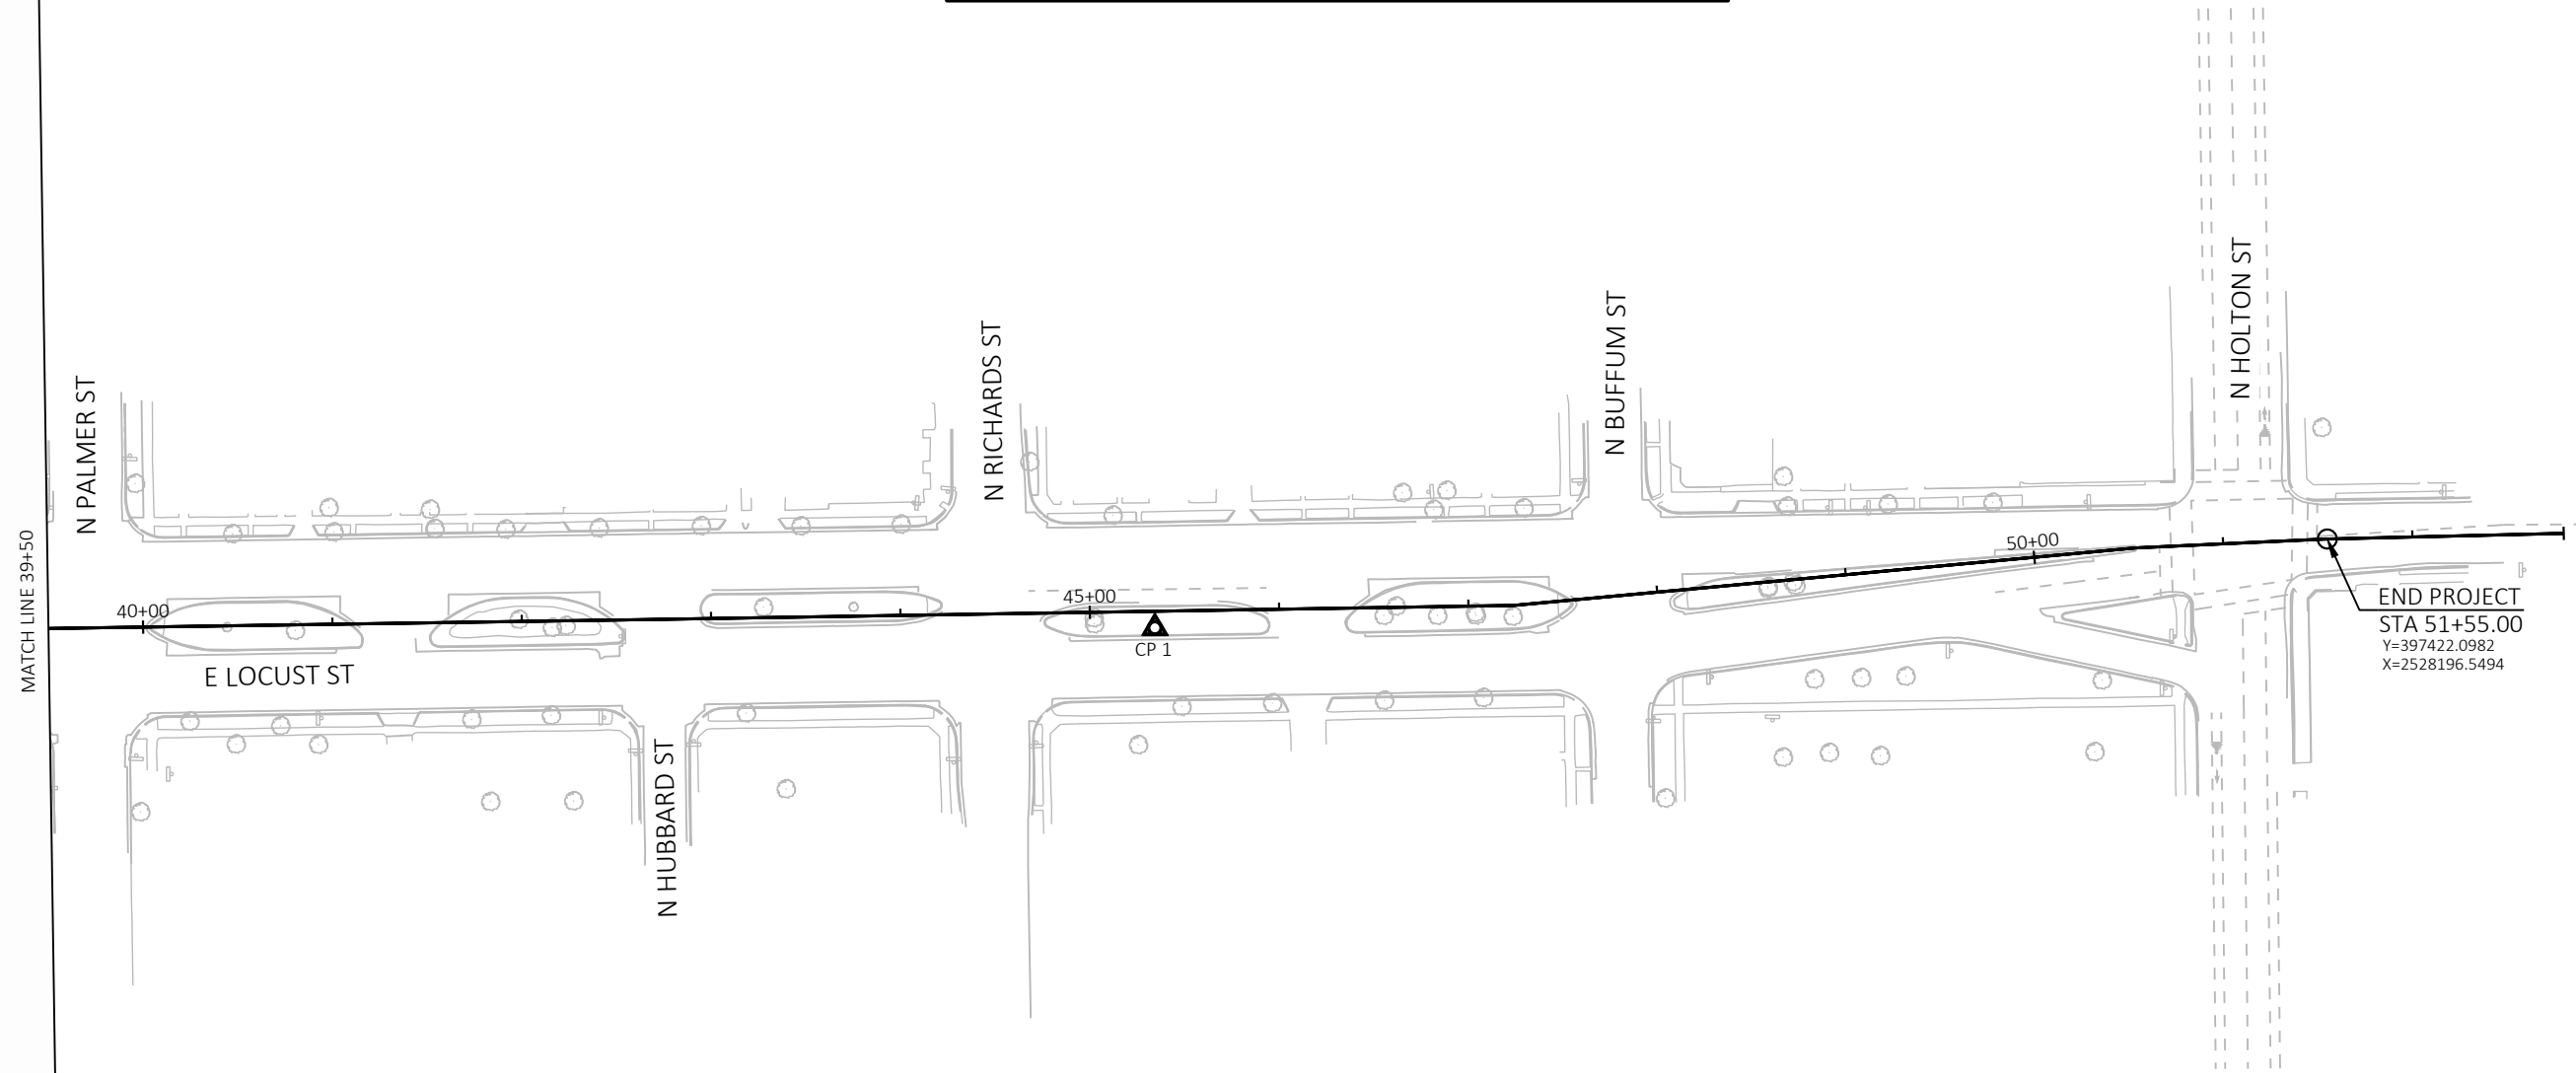 MATCH LINE 39+50
N PALMER ST
N RICHARDS ST
N BUFFUM ST
N HOLTON ST
40+00
45+00
50+00
CP 1
E LOCUST ST
N HUBBARD ST
END PROJECT
STA 51+55.00
Y=397422.0982
X=2528196.5494